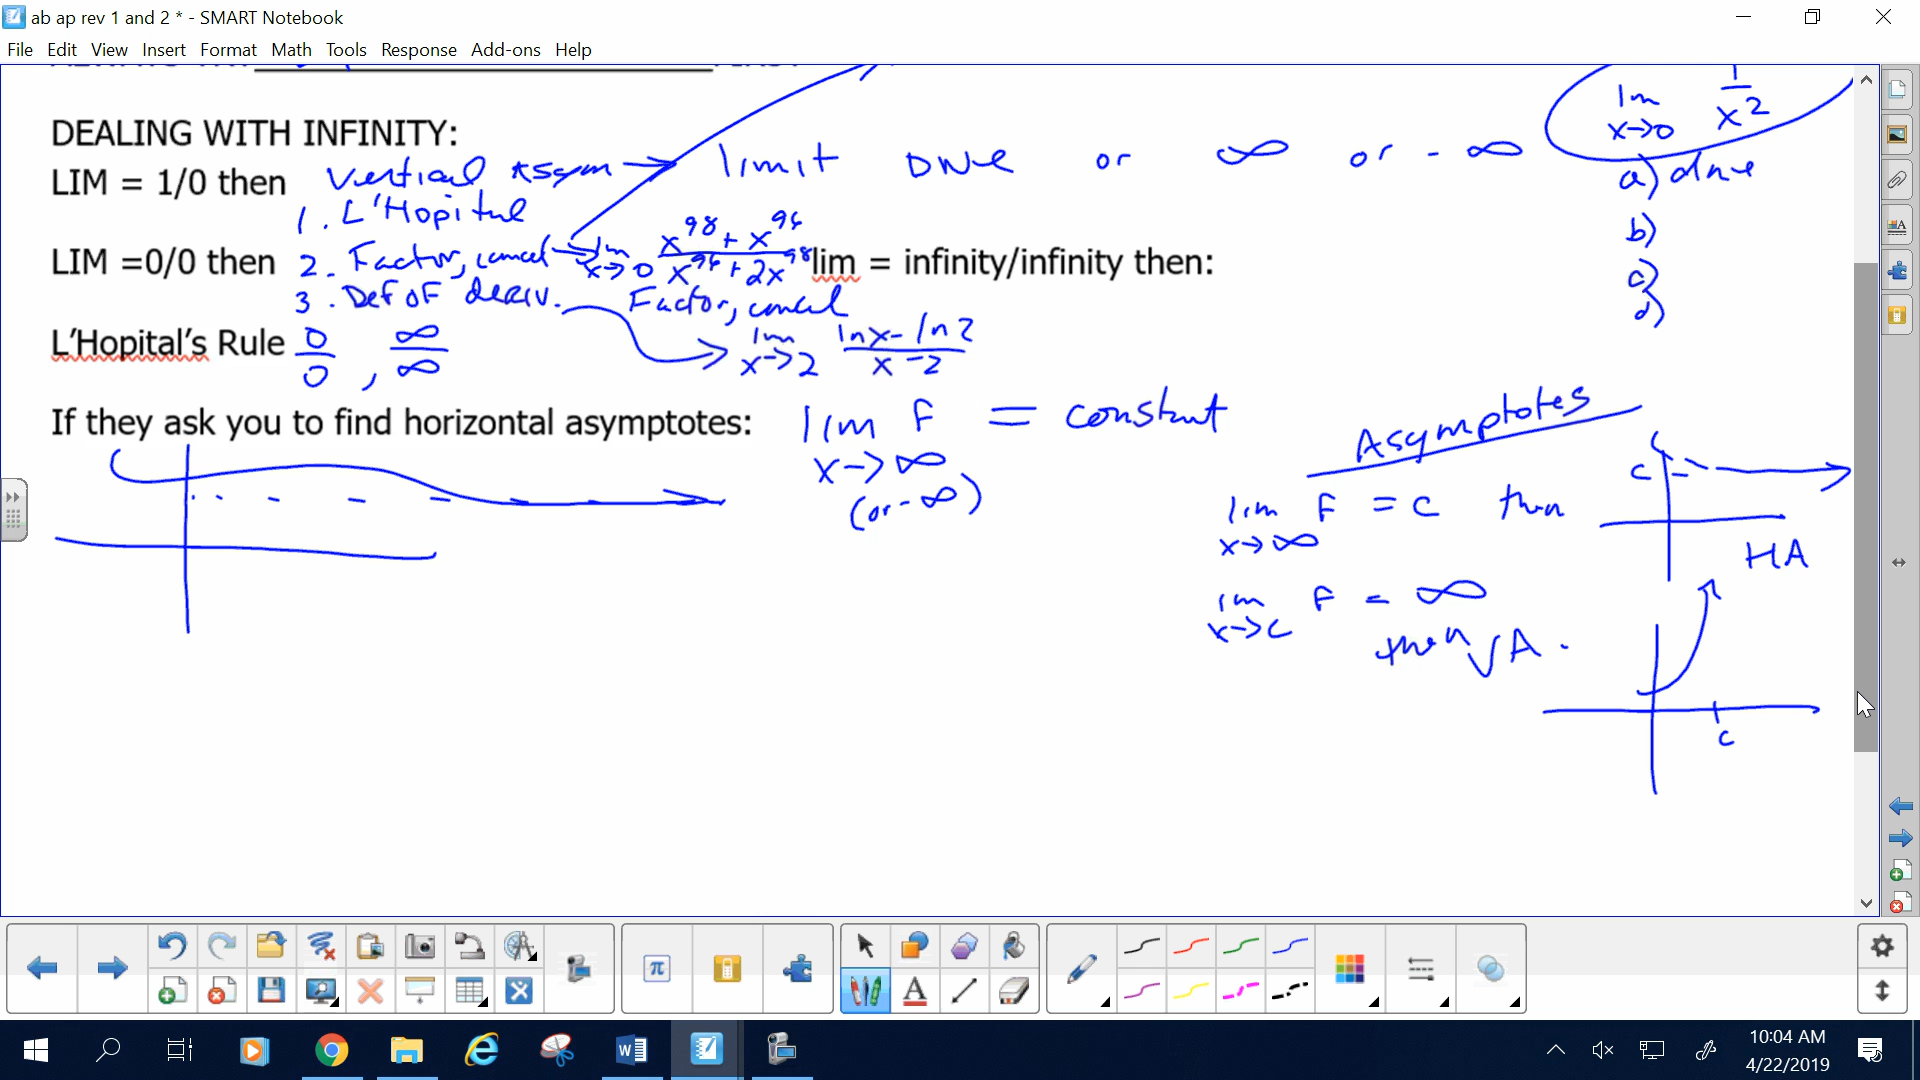 ab ap rev 1 and 2 * - SMART Notebook
File Edit View Insert Format Math Tools Response Add-ons Help
DEALING WITH INFINITY:
LIM = 1/0 then Vertical Assym → limit DNE or ∞ or - ∞
lim x→0 1/x^2
a) dne
b)
c)
d)
1. L'Hopital
LIM =0/0 then 2. Factor, cancel → lim x→0 (x^98 + x^96)/(x^96 + 2x^98) lim = infinity/infinity then:
3. Def of deriv. Factor, cancel
L'Hopital's Rule 0/0 , ∞/∞ lim x→2 (lnx - ln2)/(x - 2)
If they ask you to find horizontal asymptotes: lim F = constant
x→∞
(or -∞)
Asymptotes
lim F = C then
x→∞
C
HA
lim F = ∞
x→c
then VA.
c
π
A
10:04 AM
4/22/2019